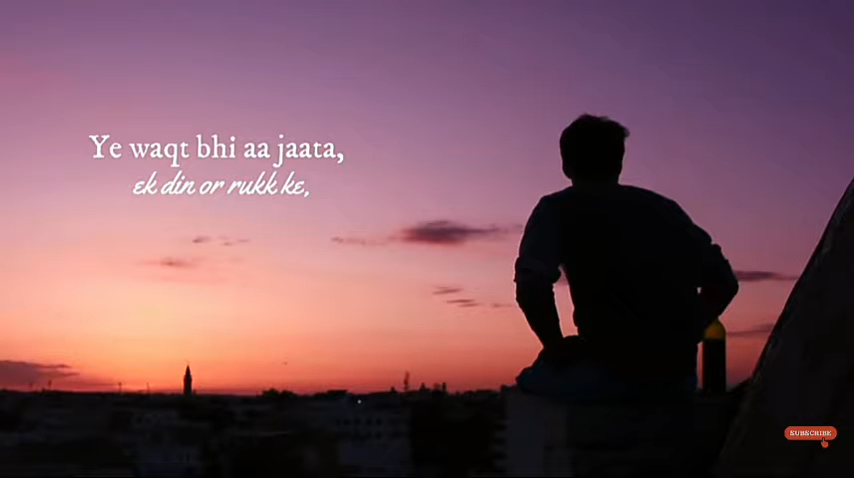 Ye waqt bhi aa jaata,
ek din or rukk ke,
SUBSCRIBE